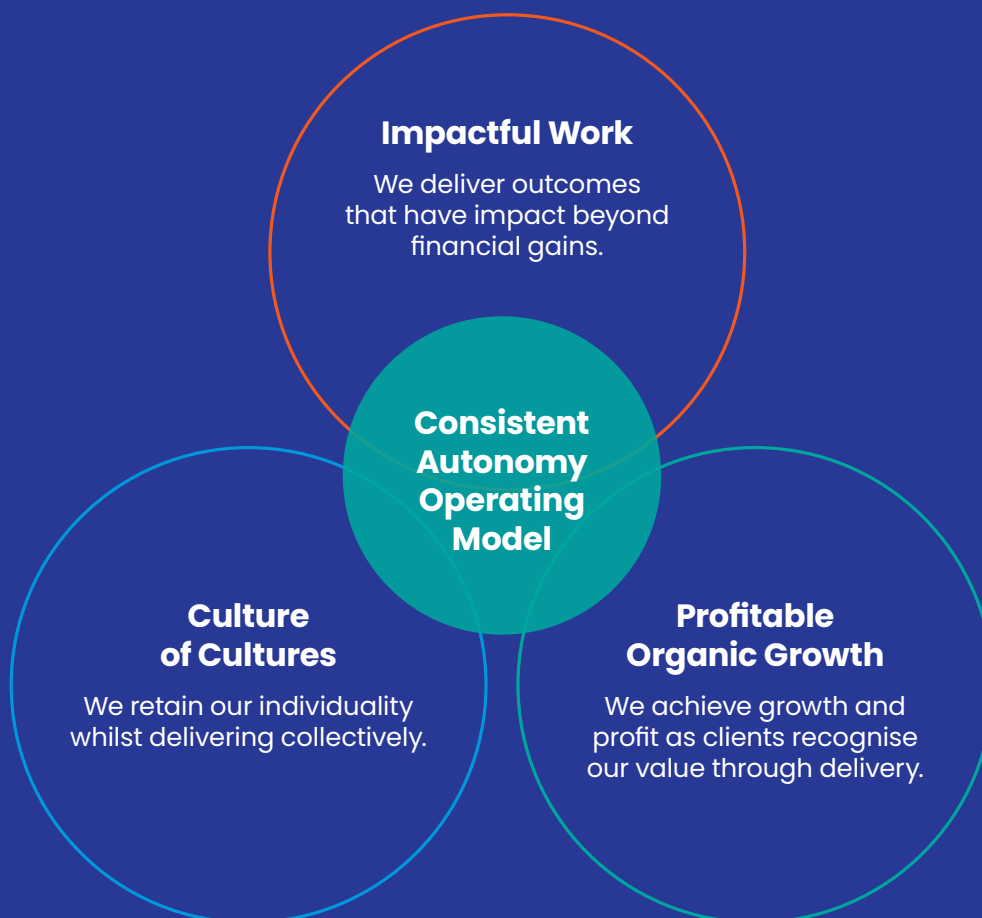 Impactful Work
We deliver outcomes
that have impact beyond
financial gains.
Consistent
Autonomy
Operating
Model
Culture
of Cultures
We retain our individuality
whilst delivering collectively.
Profitable
Organic Growth
We achieve growth and
profit as clients recognise
our value through delivery.